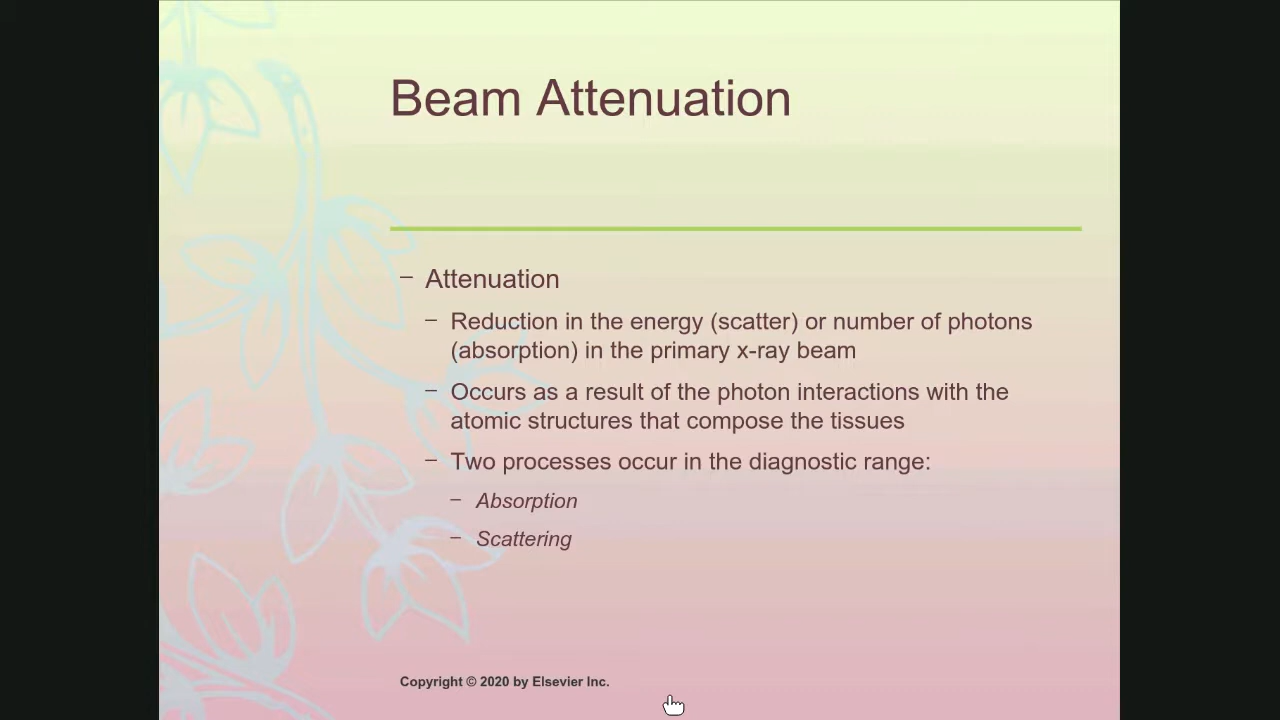 Beam Attenuation
– Attenuation
– Reduction in the energy (scatter) or number of photons
(absorption) in the primary x-ray beam
– Occurs as a result of the photon interactions with the
atomic structures that compose the tissues
– Two processes occur in the diagnostic range:
– Absorption
– Scattering
Copyright © 2020 by Elsevier Inc.